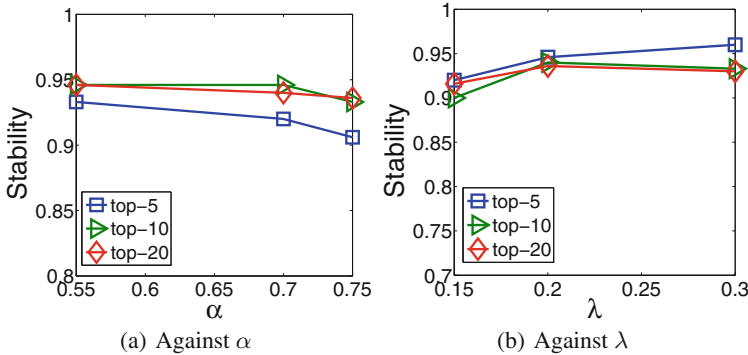 1
0.95
0.9
0.85
0.8
Stability
top-5
top-10
top-20
0.55 0.6 0.65 0.7 0.75
α
(a) Against α
1
0.95
0.9
0.85
0.8
0.75
0.7
Stability
top-5
top-10
top-20
0.15 0.2 0.25 0.3
λ
(b) Against λ